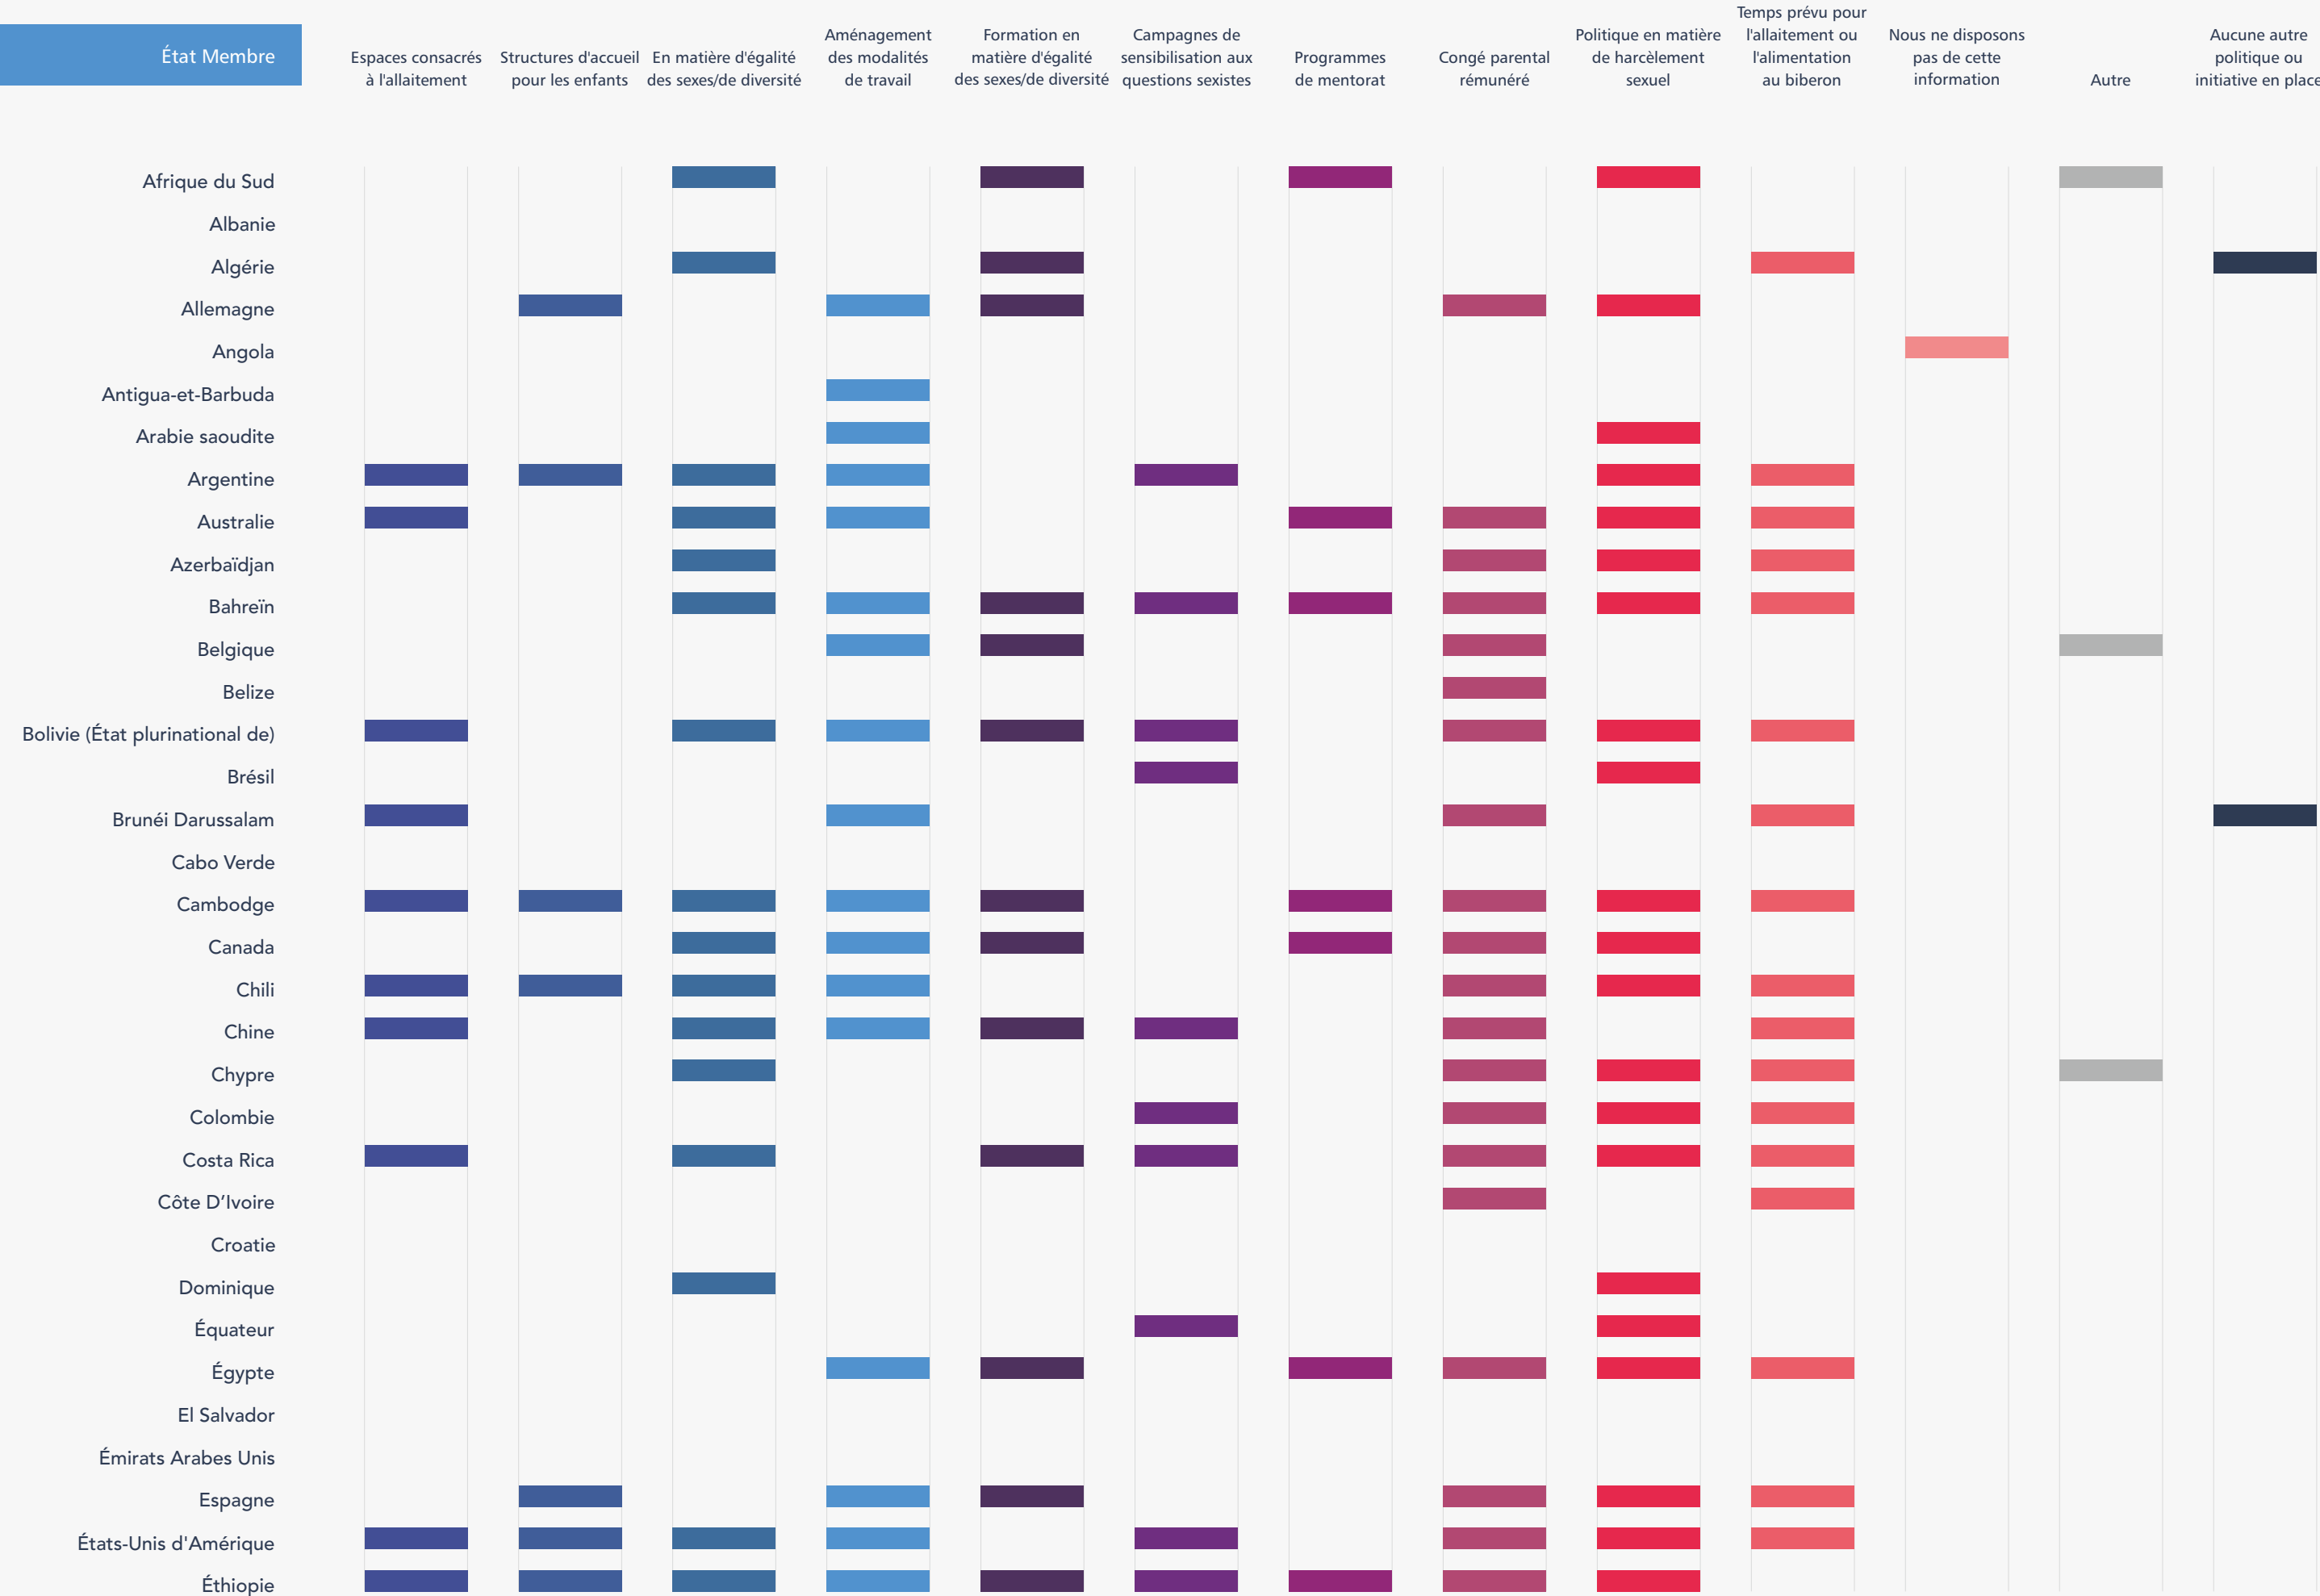 État Membre
Espaces consacrés
à l'allaitement
Structures d'accueil
pour les enfants
En matière d'égalité
des sexes/de diversité
Aménagement
des modalités
de travail
Formation en
matière d'égalité
des sexes/de diversité
Campagnes de
sensibilisation aux
questions sexistes
Programmes
de mentorat
Congé parental
rémunéré
Politique en matière
de harcèlement
sexuel
Temps prévu pour
l'allaitement ou
l'alimentation
au biberon
Nous ne disposons
pas de cette
information
Autre
Aucune autre
politique ou
initiative en place
Afrique du Sud
Albanie
Algérie
Allemagne
Angola
Antigua-et-Barbuda
Arabie saoudite
Argentine
Australie
Azerbaïdjan
Bahreïn
Belgique
Belize
Bolivie (État plurinational de)
Brésil
Brunéi Darussalam
Cabo Verde
Cambodge
Canada
Chili
Chine
Chypre
Colombie
Costa Rica
Côte D’Ivoire
Croatie
Dominique
Équateur
Égypte
El Salvador
Émirats Arabes Unis
Espagne
États-Unis d'Amérique
Éthiopie